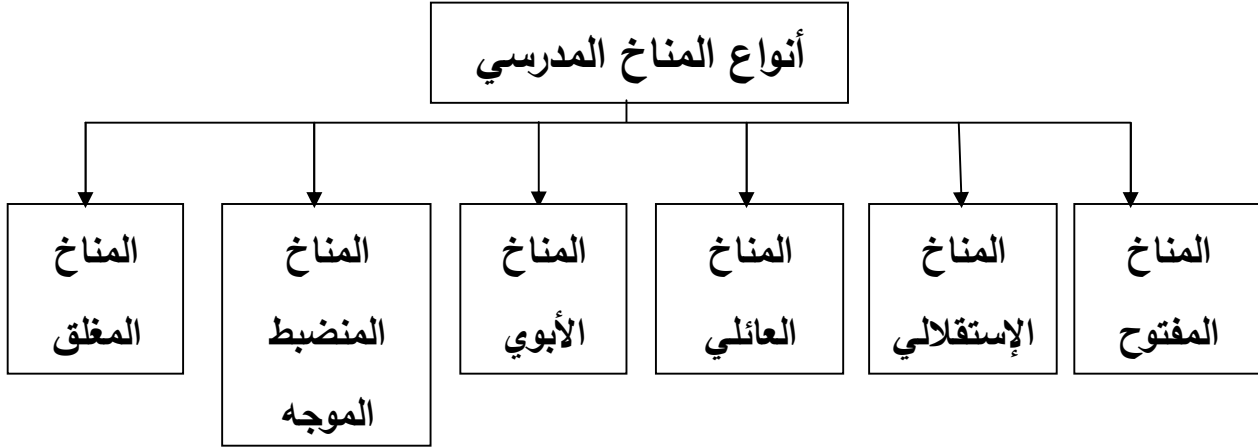 أنواع المناخ المدرسي
المناخ
المفتوح
المناخ
الإستقلالي
المناخ
العائلي
المناخ
الأبوي
المناخ
المنضبط
الموجه
المناخ
المغلق